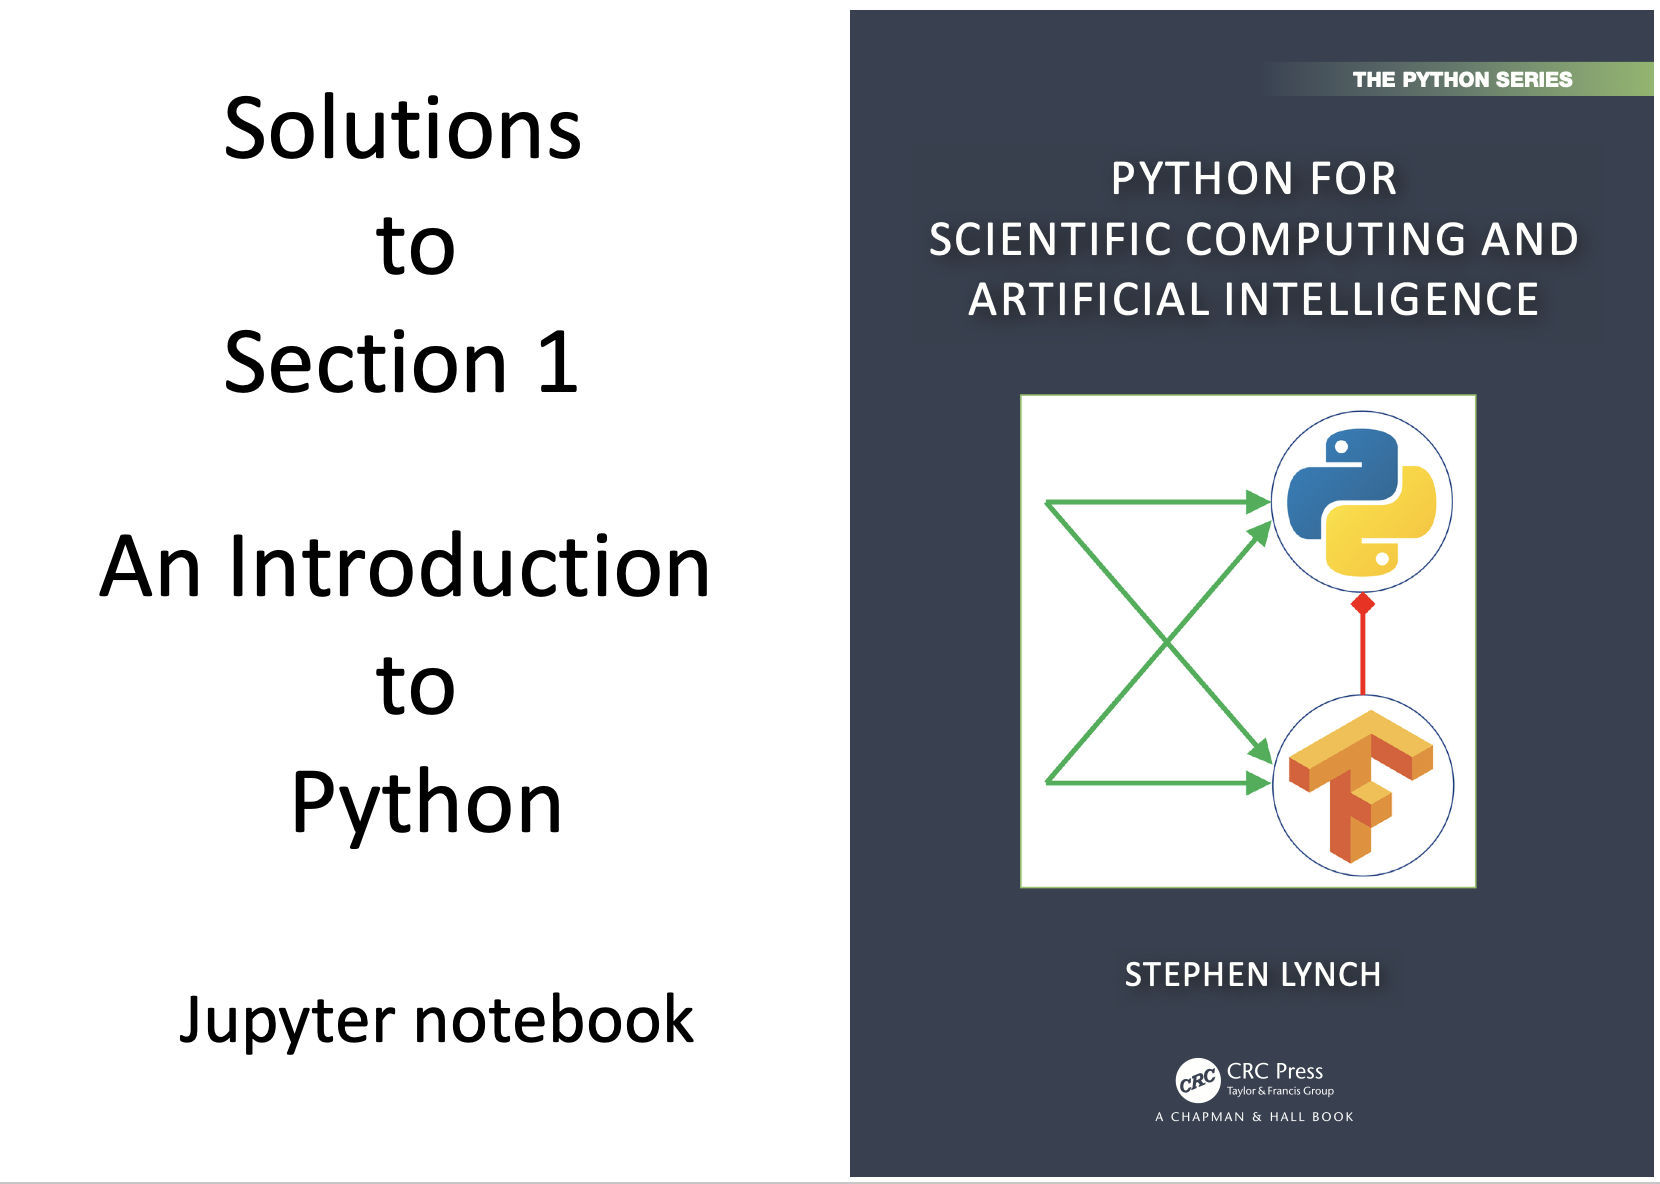 Solutions
to
Section 1
An Introduction
to
Python
Jupyter notebook
THE PYTHON SERIES
PYTHON FOR
SCIENTIFIC COMPUTING AND
ARTIFICIAL INTELLIGENCE
STEPHEN LYNCH
CRC
CRC Press
Taylor & Francis Group
A CHAPMAN & HALL BOOK